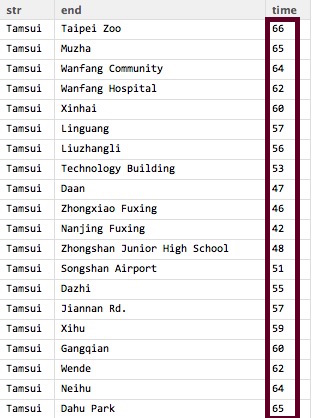 str end time
Tamsui Taipei Zoo 66
Tamsui Muzha 65
Tamsui Wanfang Community 64
Tamsui Wanfang Hospital 62
Tamsui Xinhai 60
Tamsui Linguang 57
Tamsui Liuzhangli 56
Tamsui Technology Building 53
Tamsui Daan 47
Tamsui Zhongxiao Fuxing 46
Tamsui Nanjing Fuxing 42
Tamsui Zhongshan Junior High School 48
Tamsui Songshan Airport 51
Tamsui Dazhi 55
Tamsui Jiannan Rd. 57
Tamsui Xihu 59
Tamsui Gangqian 60
Tamsui Wende 62
Tamsui Neihu 64
Tamsui Dahu Park 65